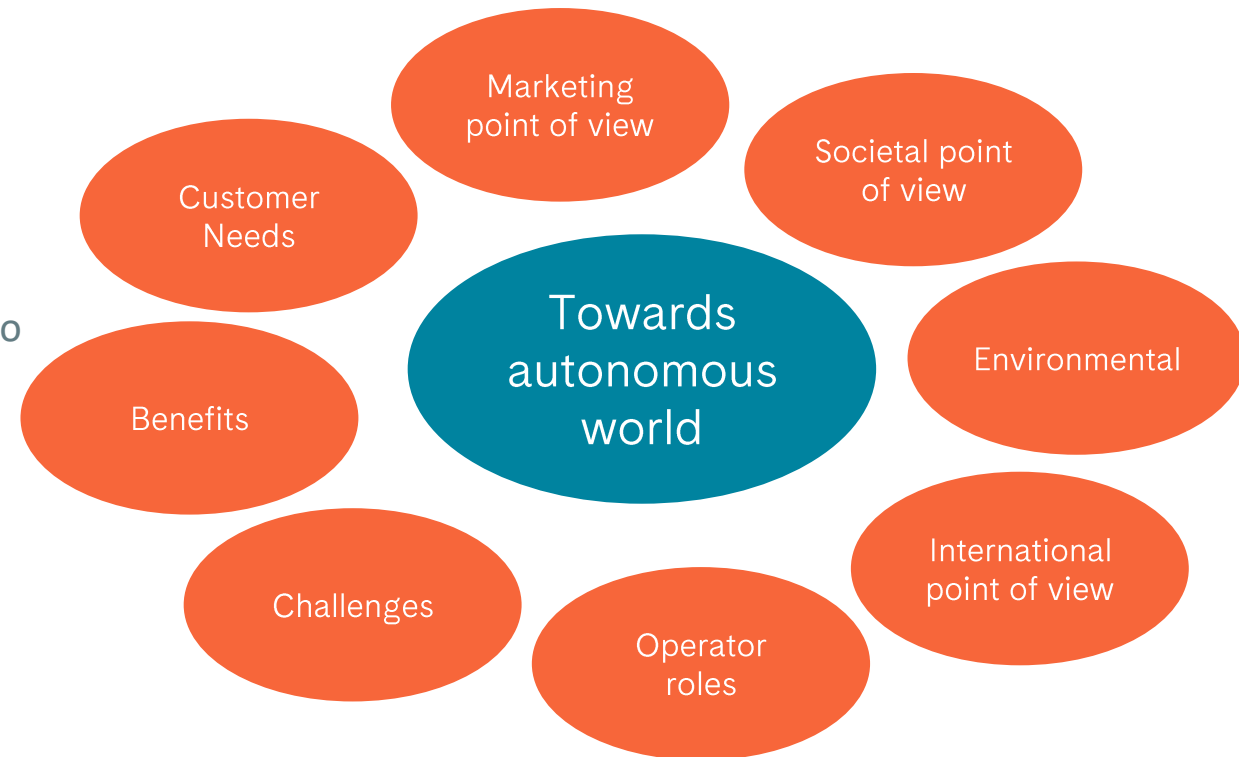 Marketing
point of view
Societal point
of view
Customer
Needs
Towards
autonomous
world
o
Environmental
Benefits
International
point of view
Challenges
Operator
roles